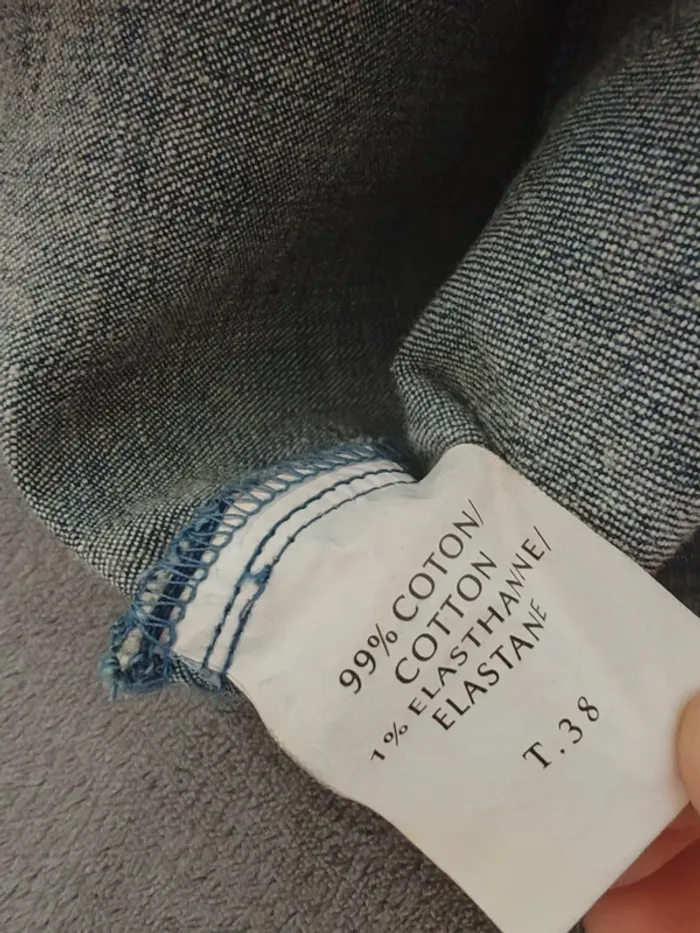 99% COTON/
COTTON
1% ELASTHANNE/
ELASTANE
T.38